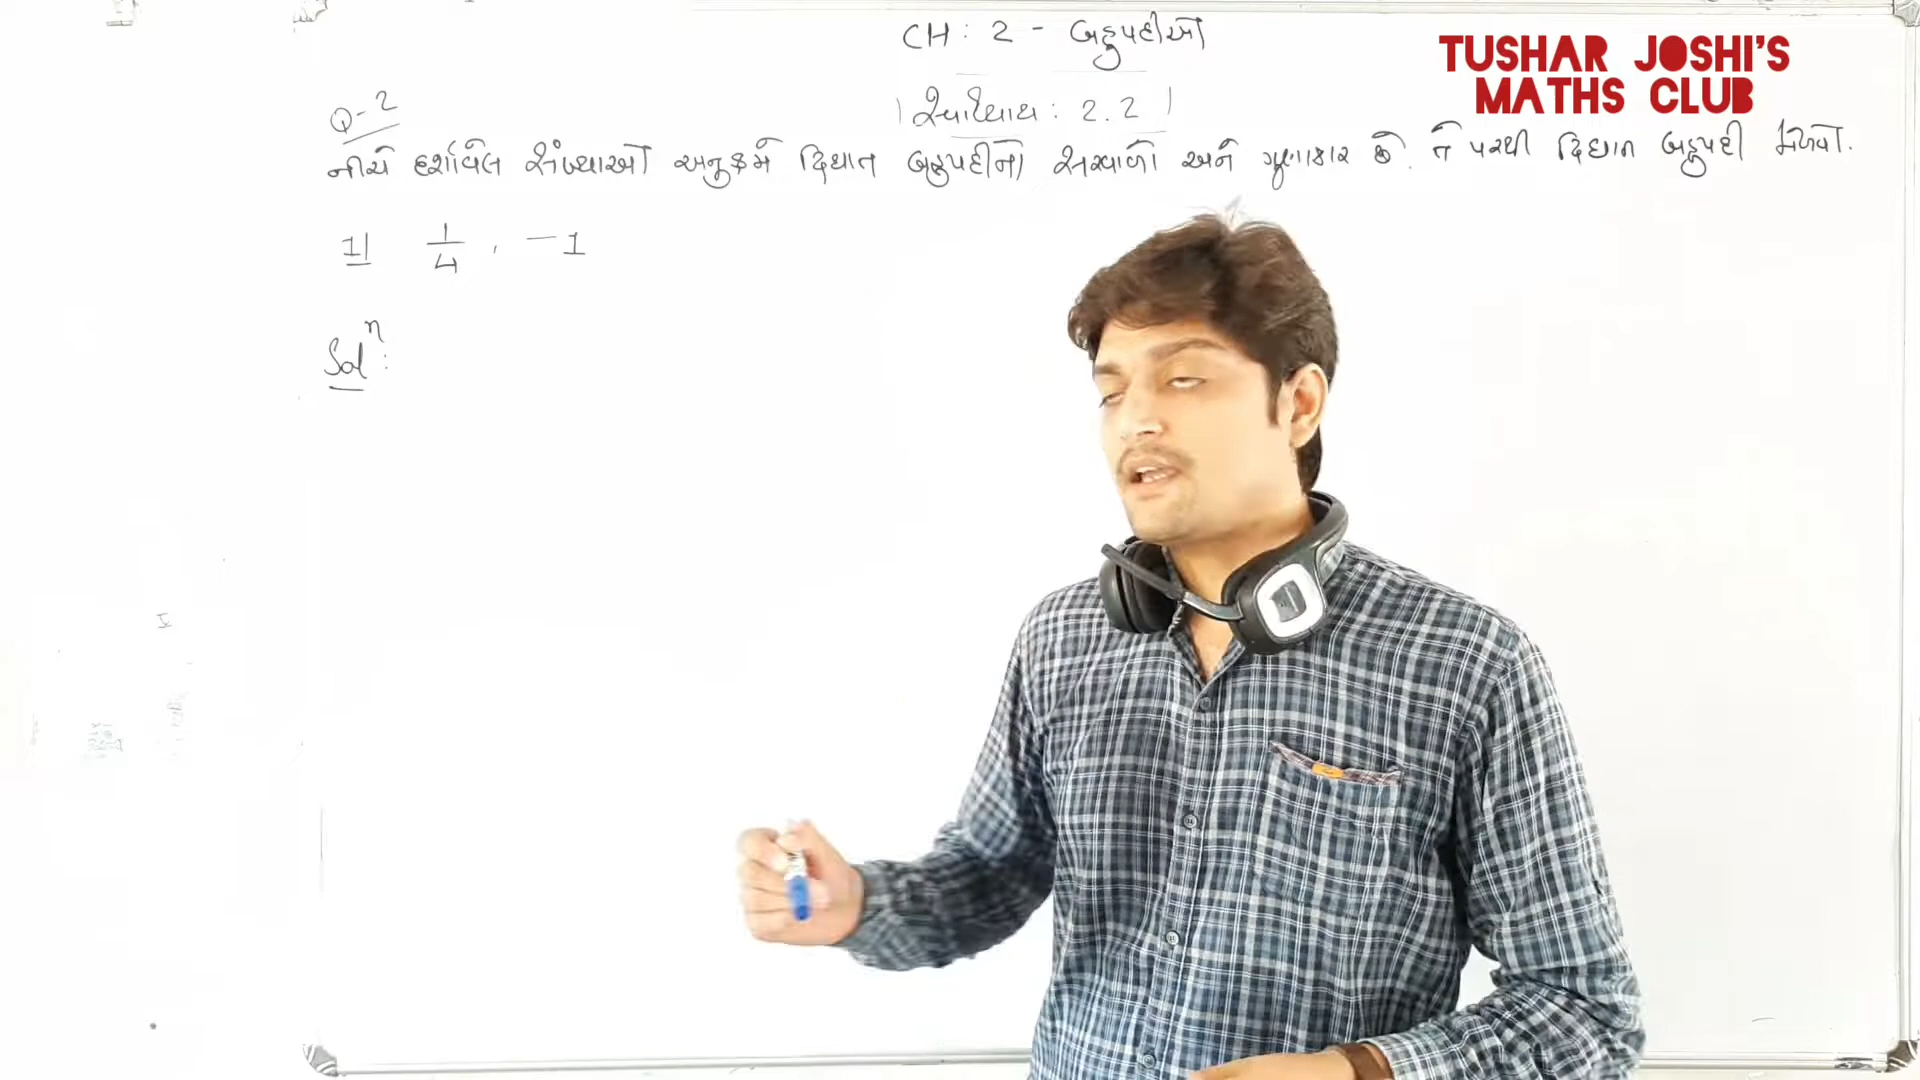 CH: 2 - બહુપદીઓ
TUSHAR JOSHI'S
MATHS CLUB
સ્વાધ્યાય: 2.2
Q-2
નીચે દર્શાવેલ સંખ્યાઓ અનુક્રમે દ્વિઘાત બહુપદીનો સરવાળો અને ગુણાકાર છે. તે પરથી દ્વિઘાત બહુપદી મેળવો.
1] 1/4 , -1
Solⁿ: